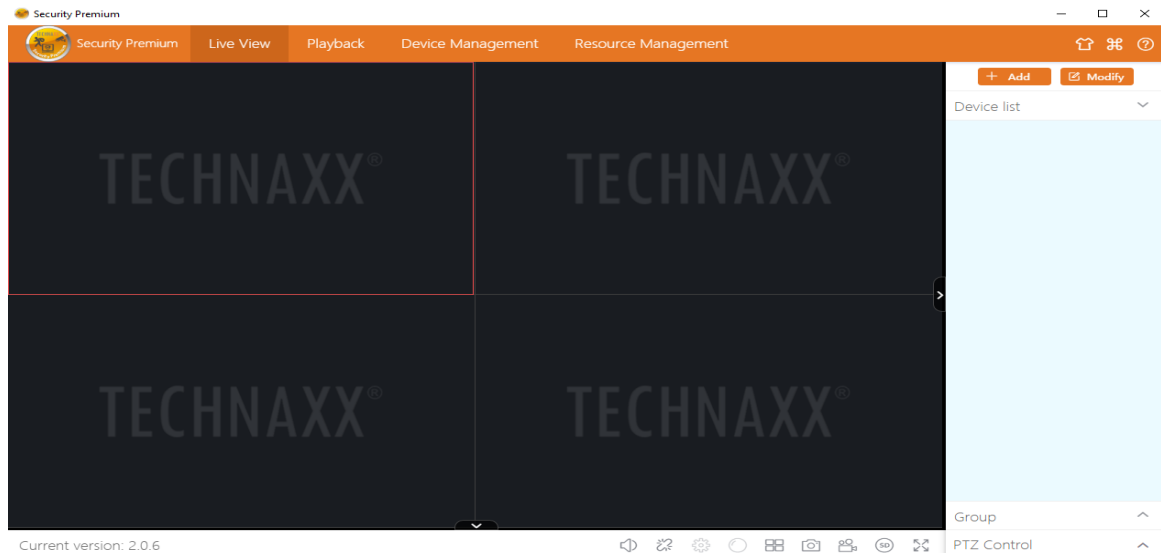 Security Premium
Security Premium Live View Playback Device Management Resource Management
+ Add Modify
Device list
TECHNAXX® TECHNAXX®
TECHNAXX® TECHNAXX®
Group
Current version: 2.0.6 SD PTZ Control